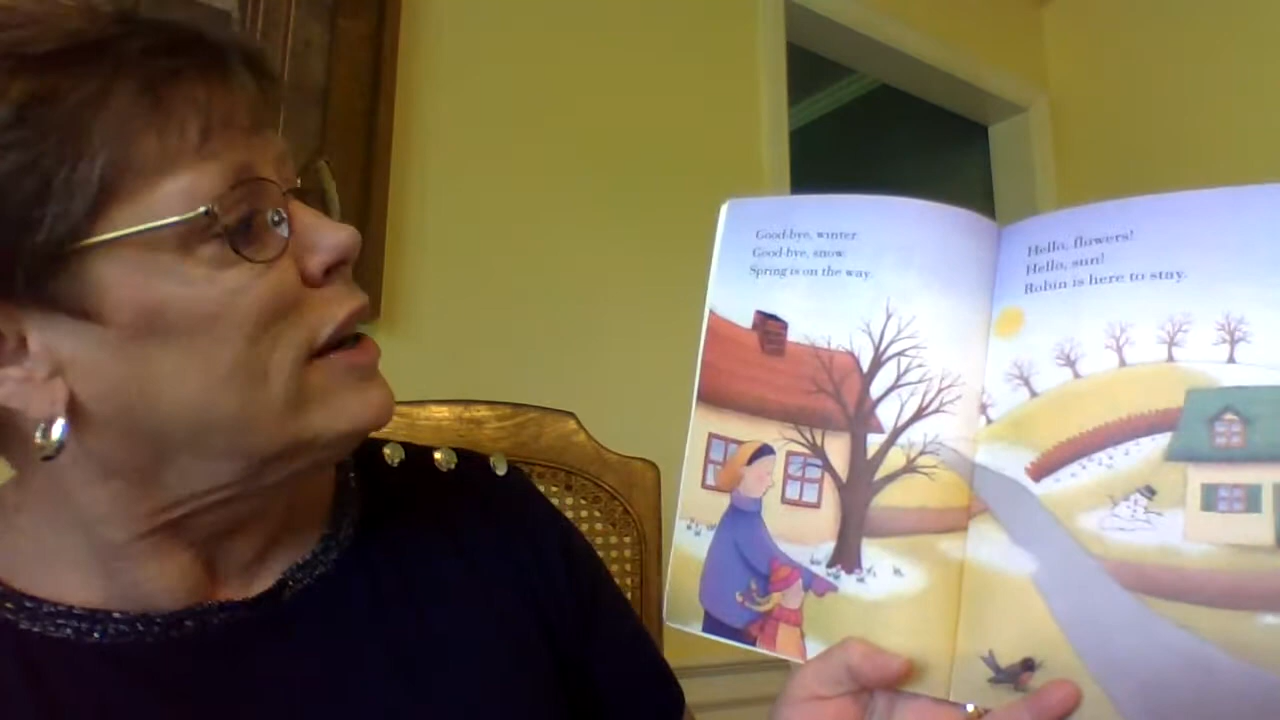 Good-bye, winter.
Good-bye, snow.
Spring is on the way.
Hello, flowers!
Hello, sun!
Robin is here to stay.